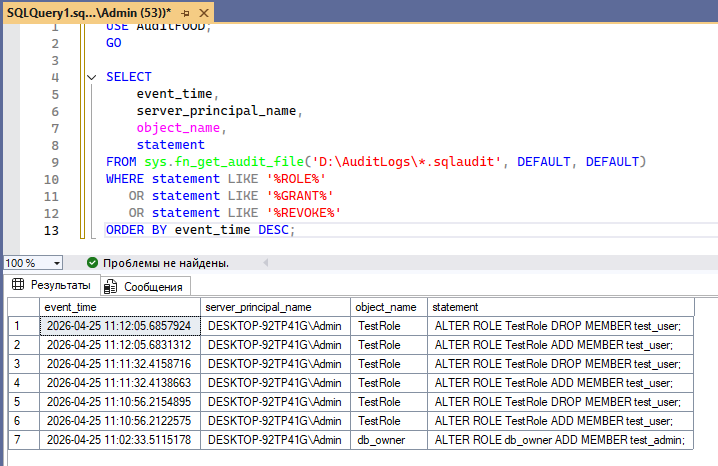 SQLQuery1.sq...\Admin (53))*
1 USE AuditFOOD;
2 GO
3
4 SELECT
5 event_time,
6 server_principal_name,
7 object_name,
8 statement
9 FROM sys.fn_get_audit_file('D:\AuditLogs\*.sqlaudit', DEFAULT, DEFAULT)
10 WHERE statement LIKE '%ROLE%'
11 OR statement LIKE '%GRANT%'
12 OR statement LIKE '%REVOKE%'
13 ORDER BY event_time DESC;
100 % Проблемы не найдены.
Результаты Сообщения
event_time server_principal_name object_name statement
1 2026-04-25 11:12:05.6857924 DESKTOP-92TP41G\Admin TestRole ALTER ROLE TestRole DROP MEMBER test_user;
2 2026-04-25 11:12:05.6831312 DESKTOP-92TP41G\Admin TestRole ALTER ROLE TestRole ADD MEMBER test_user;
3 2026-04-25 11:11:32.4158716 DESKTOP-92TP41G\Admin TestRole ALTER ROLE TestRole DROP MEMBER test_user;
4 2026-04-25 11:11:32.4138663 DESKTOP-92TP41G\Admin TestRole ALTER ROLE TestRole ADD MEMBER test_user;
5 2026-04-25 11:10:56.2154895 DESKTOP-92TP41G\Admin TestRole ALTER ROLE TestRole DROP MEMBER test_user;
6 2026-04-25 11:10:56.2122575 DESKTOP-92TP41G\Admin TestRole ALTER ROLE TestRole ADD MEMBER test_user;
7 2026-04-25 11:02:33.5115178 DESKTOP-92TP41G\Admin db_owner ALTER ROLE db_owner ADD MEMBER test_admin;